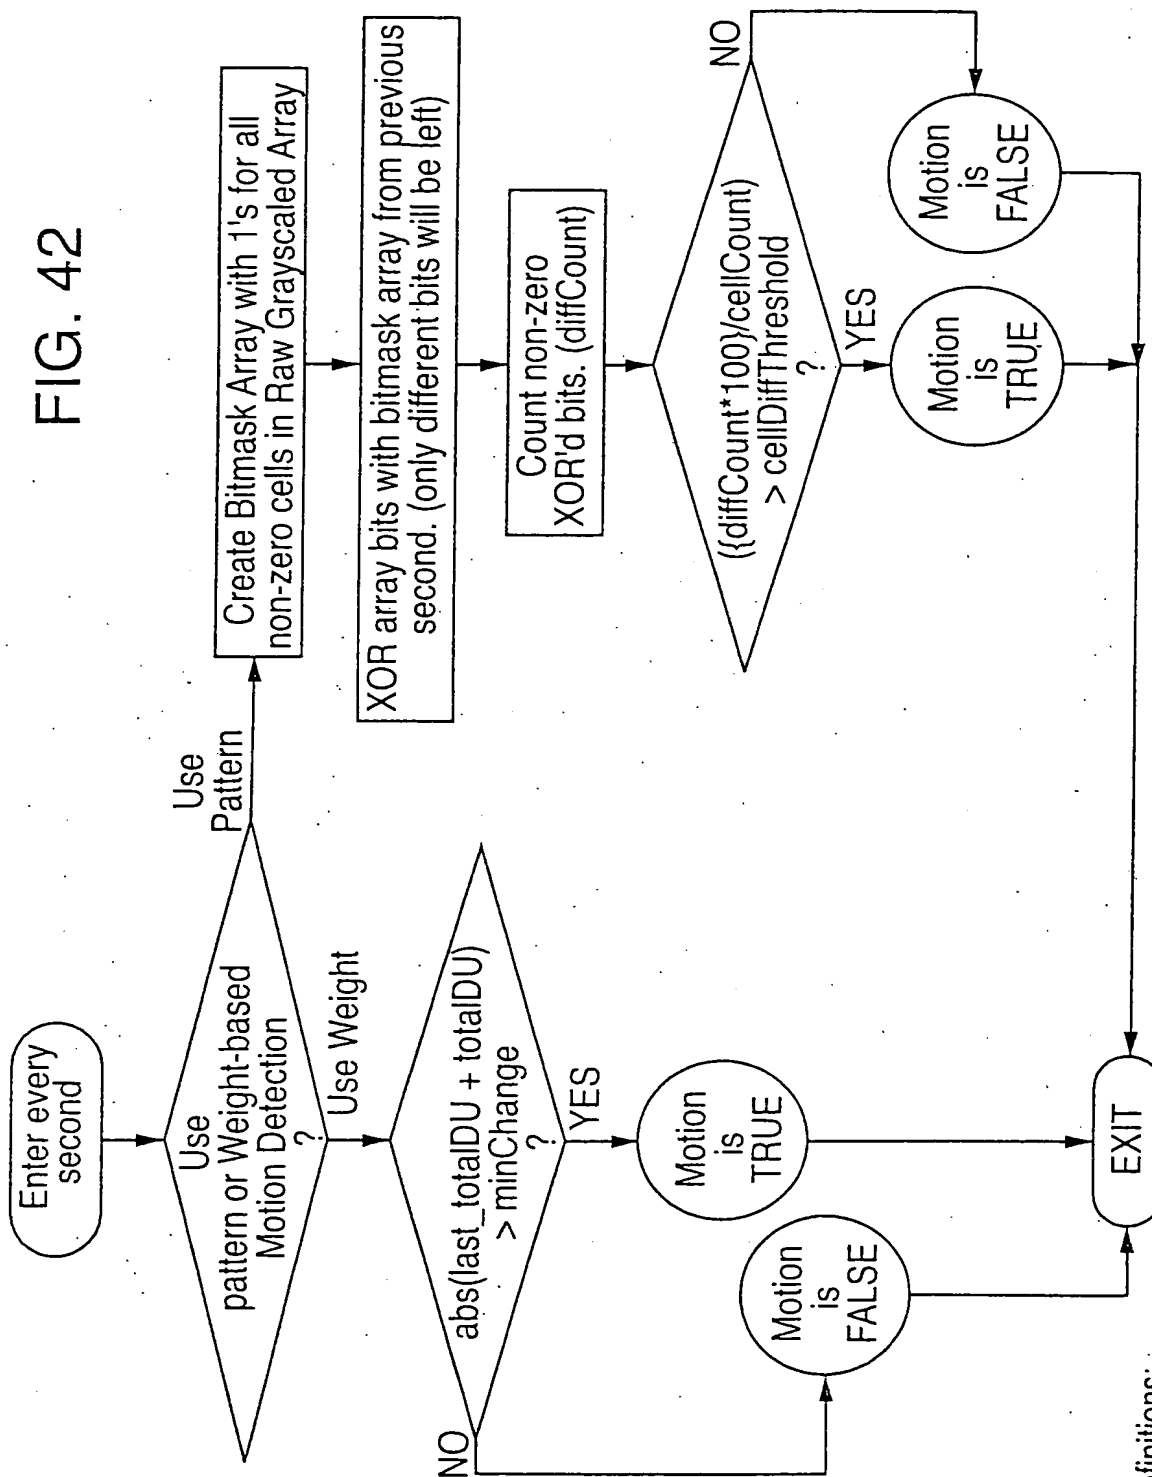 FIG. 42
Enter every
second
Use
pattern or Weight-based
Motion Detection
?
Use
Pattern
Use Weight
Create Bitmask Array with 1's for all
non-zero cells in Raw Grayscaled Array
XOR array bits with bitmask array from previous
second. (only different bits will be left)
Count non-zero
XOR'd bits. (diffCount)
({diffCount*100}/cellCount)
> cellDiffThreshold
?
NO
YES
Motion
is
FALSE
Motion
is
TRUE
abs(last_totalDU + totalDU)
> minChange
?
NO
YES
Motion
is
TRUE
Motion
is
FALSE
EXIT
finitions: